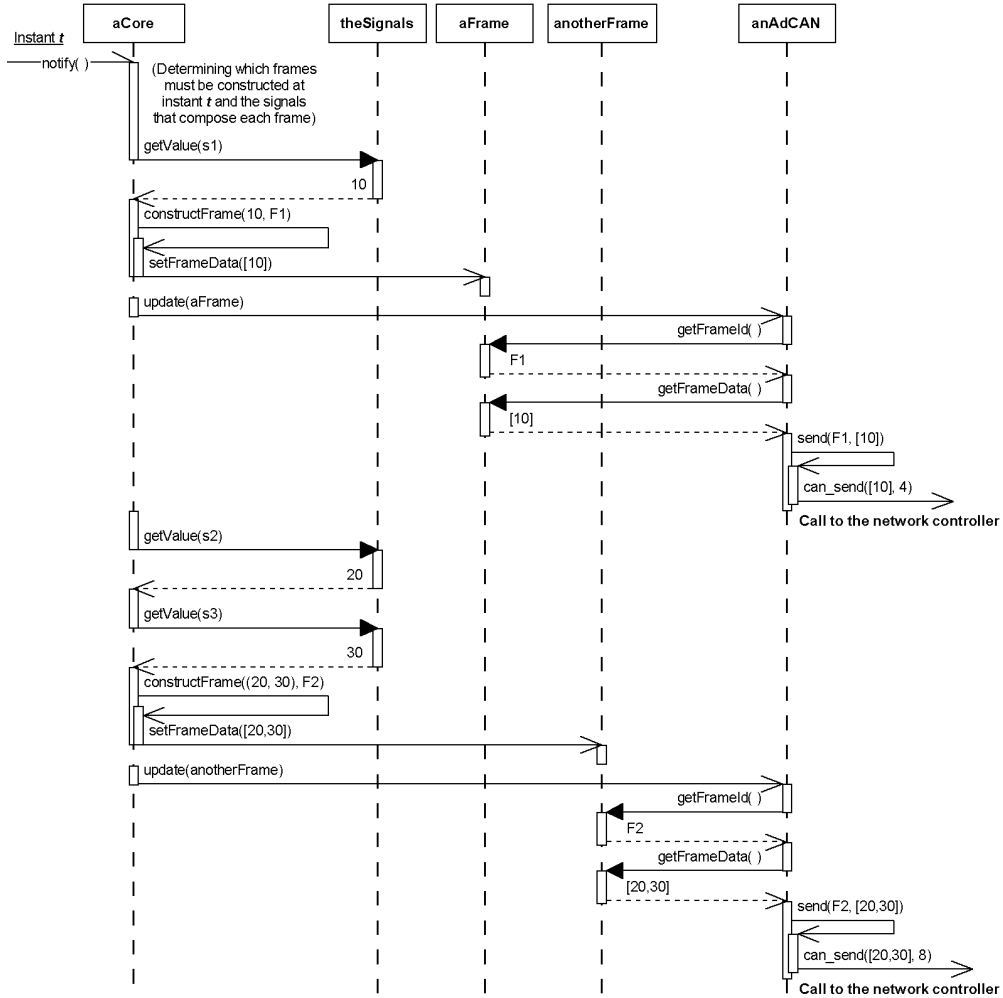 aCore
theSignals
aFrame
anotherFrame
anAdCAN
Instant t
notify( )
(Determining which frames
must be constructed at
instant t and the signals
that compose each frame)
getValue(s1)
10
constructFrame(10, F1)
setFrameData([10])
update(aFrame)
getFrameId( )
F1
getFrameData( )
[10]
send(F1, [10])
can_send([10], 4)
Call to the network controller
getValue(s2)
20
getValue(s3)
30
constructFrame((20, 30), F2)
setFrameData([20,30])
update(anotherFrame)
getFrameId( )
F2
getFrameData( )
[20,30]
send(F2, [20,30])
can_send([20,30], 8)
Call to the network controller